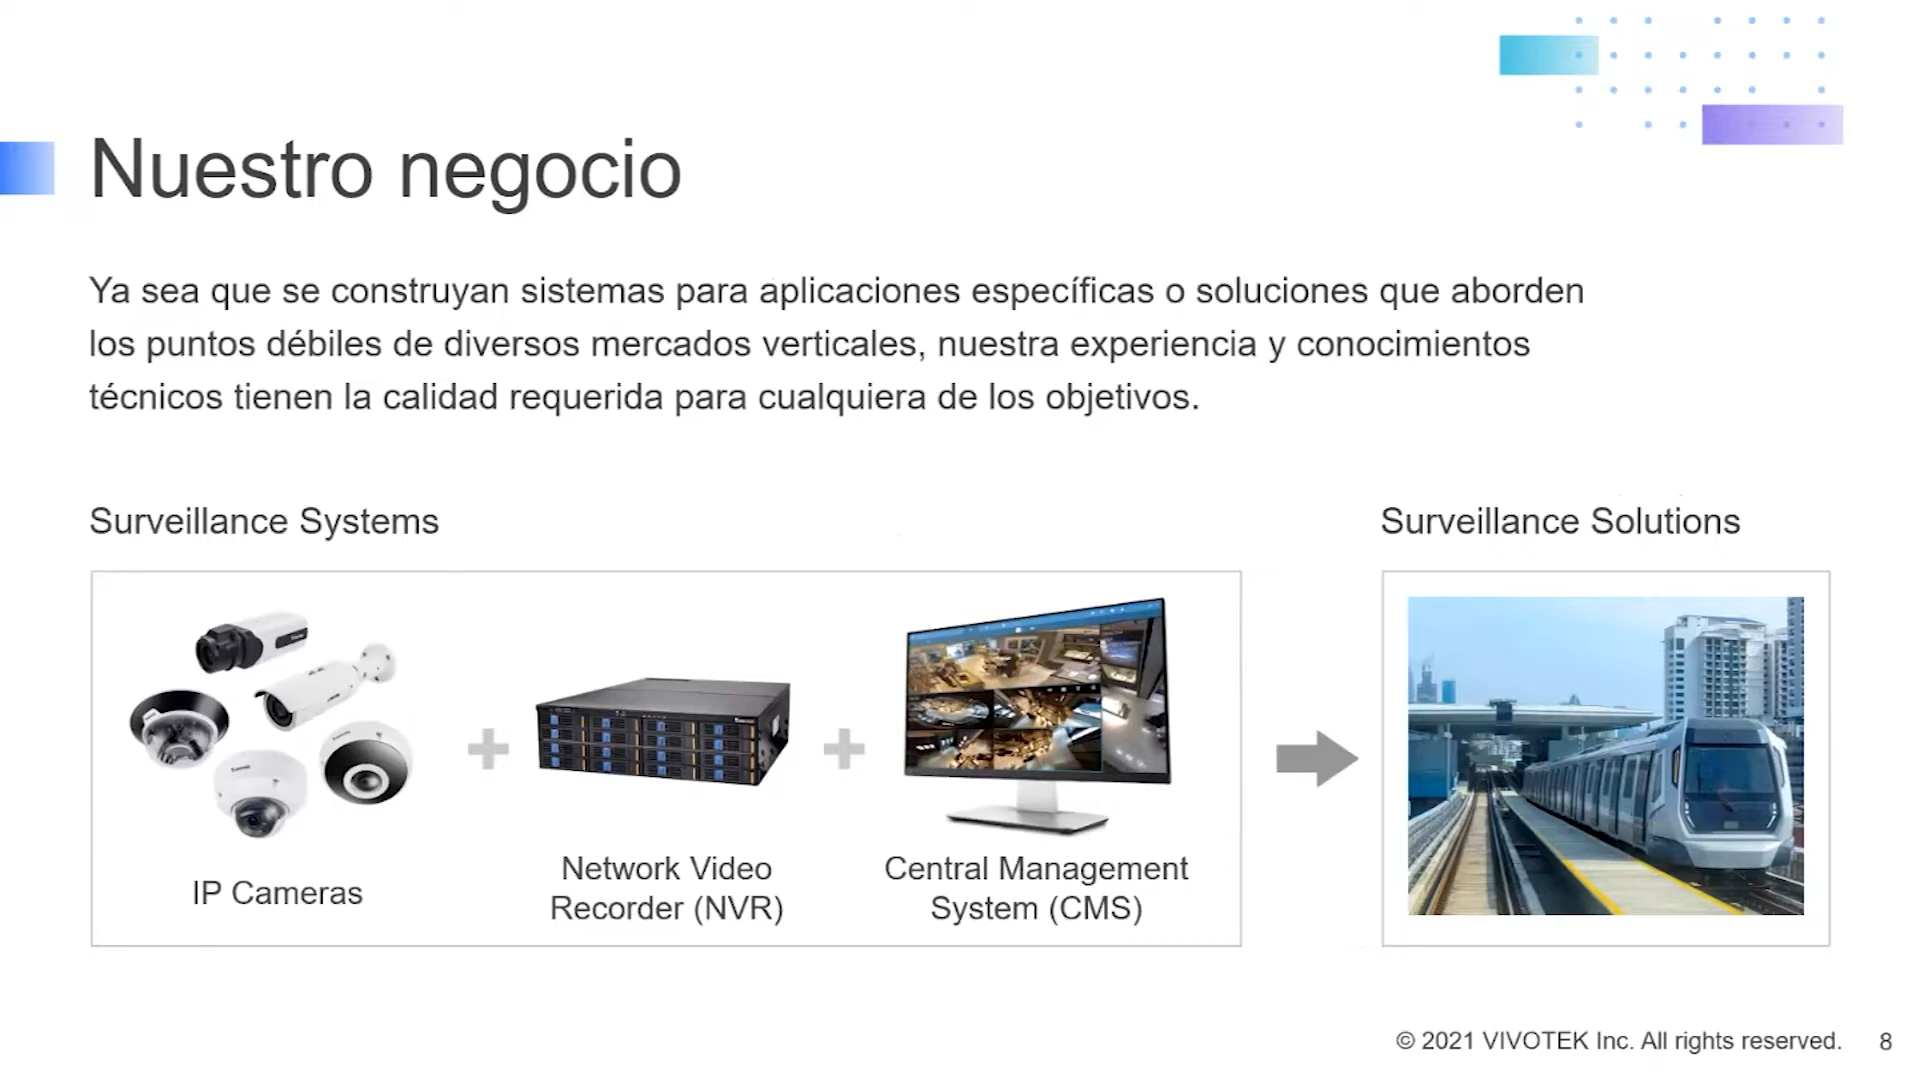 Nuestro negocio
Ya sea que se construyan sistemas para aplicaciones específicas o soluciones que aborden
los puntos débiles de diversos mercados verticales, nuestra experiencia y conocimientos
técnicos tienen la calidad requerida para cualquiera de los objetivos.
Surveillance Systems
Surveillance Solutions
IP Cameras
Network Video
Recorder (NVR)
Central Management
System (CMS)
© 2021 VIVOTEK Inc. All rights reserved.
8